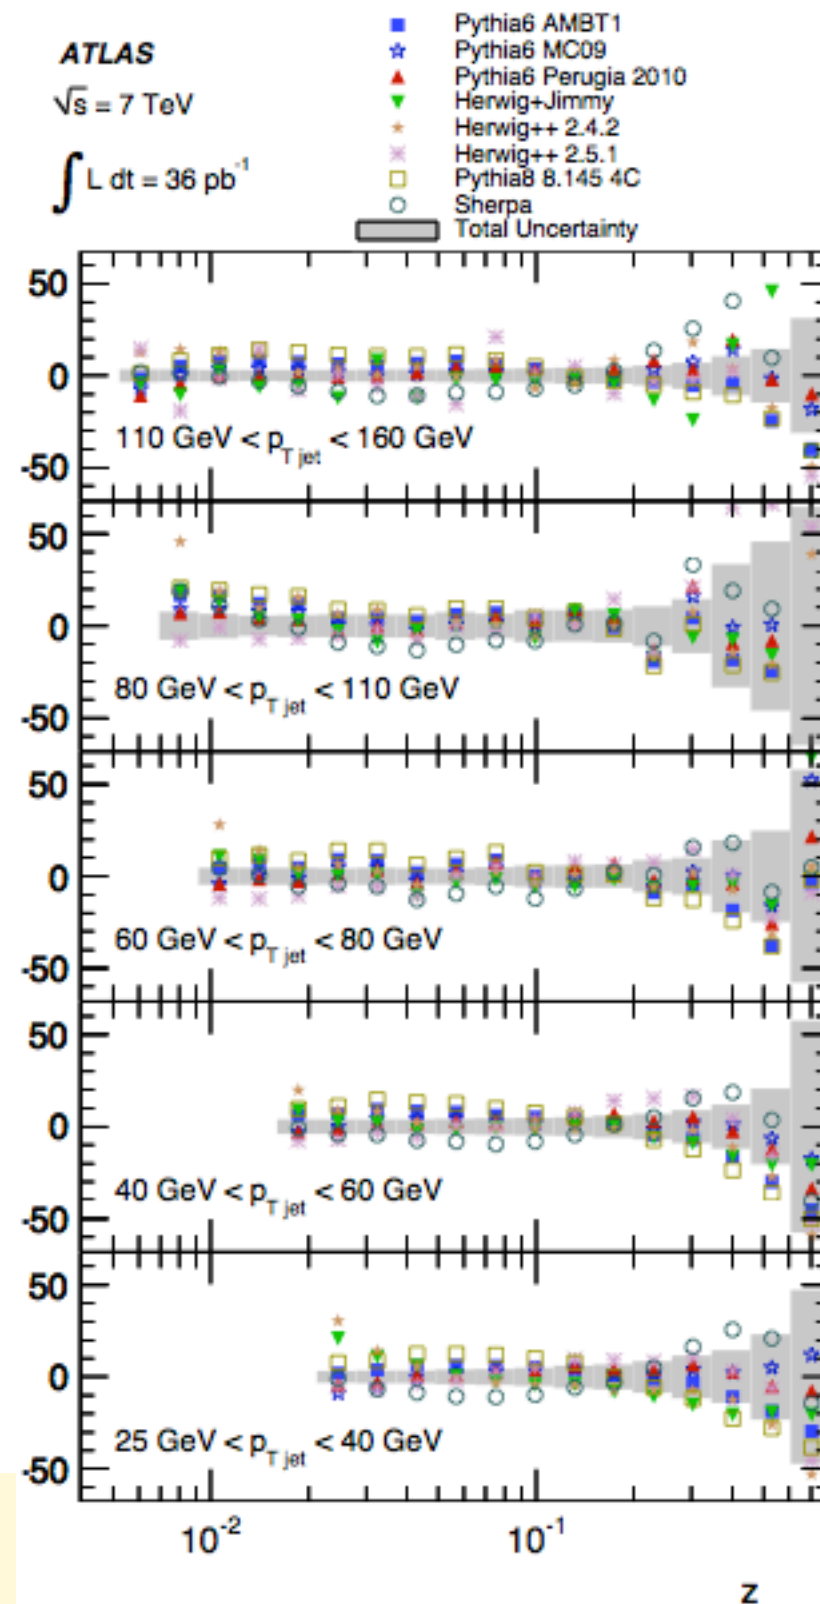 ATLAS
√s = 7 TeV
∫ L dt = 36 pb⁻¹
Pythia6 AMBT1
Pythia6 MC09
Pythia6 Perugia 2010
Herwig+Jimmy
Herwig++ 2.4.2
Herwig++ 2.5.1
Pythia8 8.145 4C
Sherpa
Total Uncertainty
50
0
-50
110 GeV < p_T jet < 160 GeV
50
0
-50
80 GeV < p_T jet < 110 GeV
50
0
-50
60 GeV < p_T jet < 80 GeV
50
0
-50
40 GeV < p_T jet < 60 GeV
50
0
-50
25 GeV < p_T jet < 40 GeV
10⁻² 10⁻¹
z